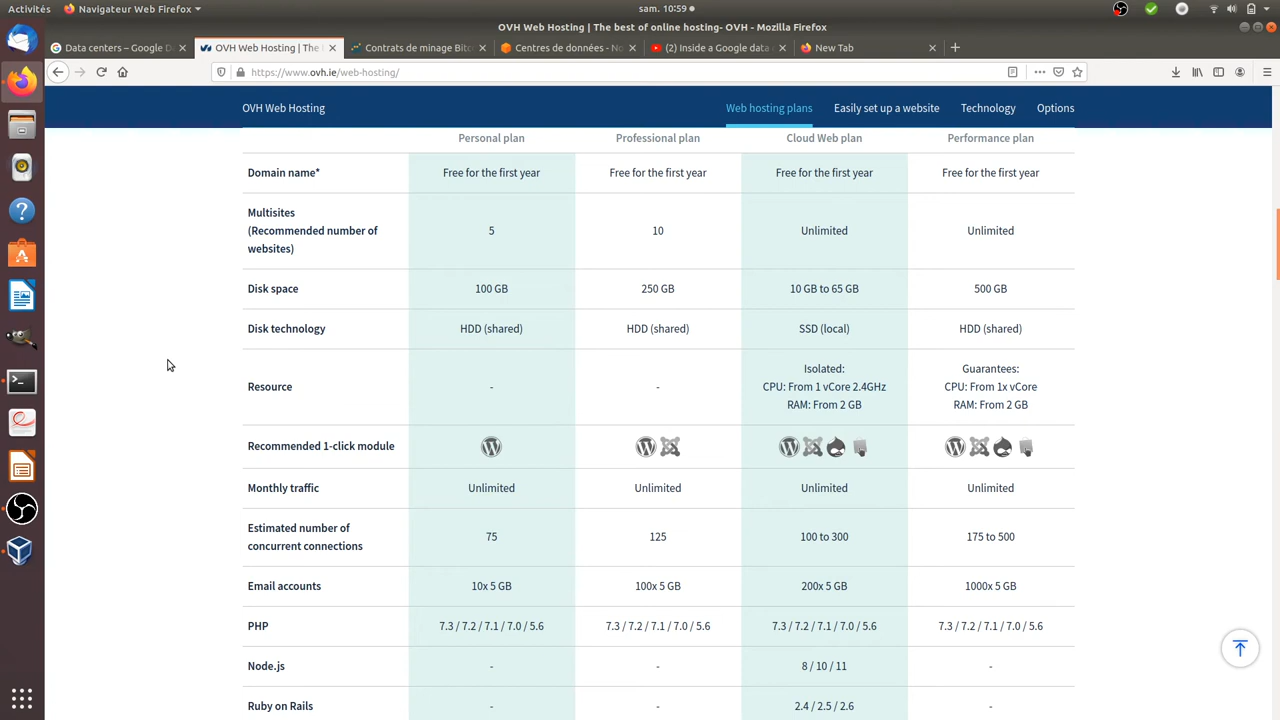 Activités
Navigateur Web Firefox
sam. 10:59
OVH Web Hosting | The best of online hosting- OVH - Mozilla Firefox
Data centers – Google D
OVH Web Hosting | The
Contrats de minage Bitc
Centres de données - No
(2) Inside a Google data
New Tab
https://www.ovh.ie/web-hosting/
OVH Web Hosting
Web hosting plans
Easily set up a website
Technology
Options
Personal plan Professional plan Cloud Web plan Performance plan
Domain name* Free for the first year Free for the first year Free for the first year Free for the first year
Multisites
(Recommended number of
websites)
5 10 Unlimited Unlimited
Disk space 100 GB 250 GB 10 GB to 65 GB 500 GB
Disk technology HDD (shared) HDD (shared) SSD (local) HDD (shared)
Resource - -
Isolated:
CPU: From 1 vCore 2.4GHz
RAM: From 2 GB
Guarantees:
CPU: From 1x vCore
RAM: From 2 GB
Recommended 1-click module
Monthly traffic Unlimited Unlimited Unlimited Unlimited
Estimated number of
concurrent connections
75 125 100 to 300 175 to 500
Email accounts 10x 5 GB 100x 5 GB 200x 5 GB 1000x 5 GB
PHP 7.3 / 7.2 / 7.1 / 7.0 / 5.6 7.3 / 7.2 / 7.1 / 7.0 / 5.6 7.3 / 7.2 / 7.1 / 7.0 / 5.6 7.3 / 7.2 / 7.1 / 7.0 / 5.6
Node.js - - 8 / 10 / 11 -
Ruby on Rails - - 2.4 / 2.5 / 2.6 -